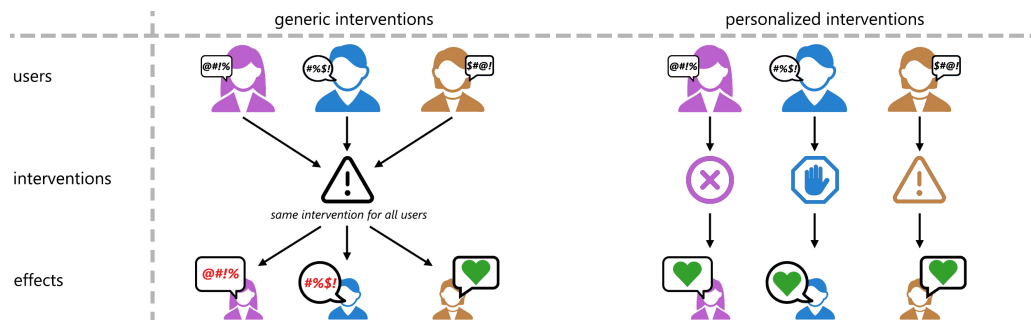 generic interventions
personalized interventions
users
@#!%
#%$!
$#@!
@#!%
#%$!
$#@!
interventions
same intervention for all users
effects
@#!%
#%$!